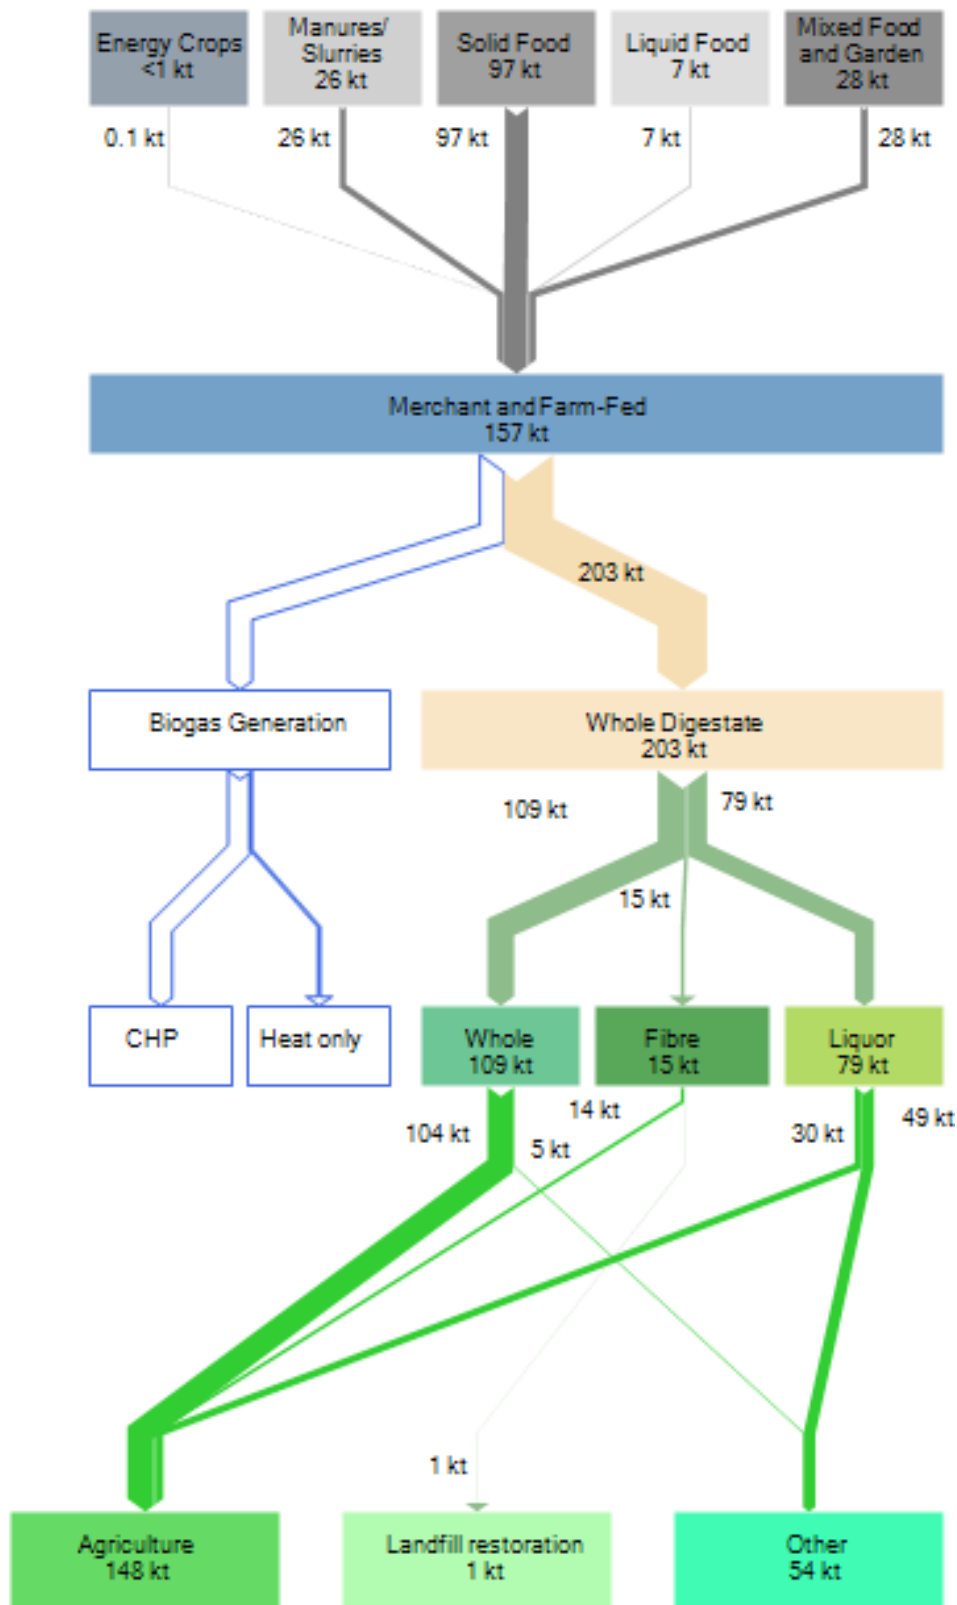 Energy Crops
<1 kt
Manures/
Slurries
26 kt
Solid Food
97 kt
Liquid Food
7 kt
Mixed Food
and Garden
28 kt
0.1 kt
26 kt
97 kt
7 kt
28 kt
Merchant and Farm-Fed
157 kt
203 kt
Biogas Generation
Whole Digestate
203 kt
109 kt
79 kt
15 kt
CHP
Heat only
Whole
109 kt
Fibre
15 kt
Liquor
79 kt
104 kt
5 kt
14 kt
30 kt
49 kt
1 kt
Agriculture
148 kt
Landfill restoration
1 kt
Other
54 kt